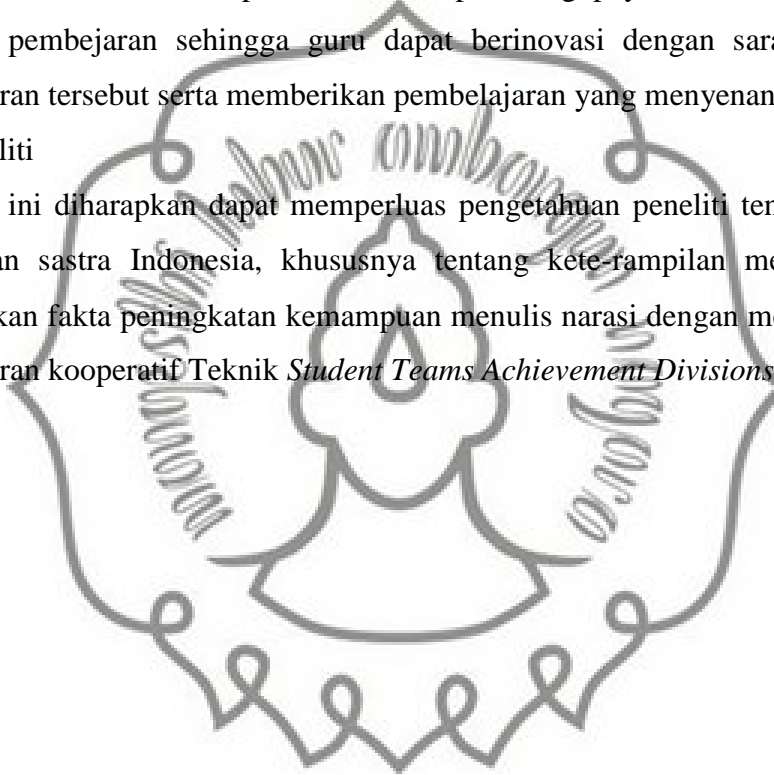 pembejaran sehingga guru dapat berinovasi dengan sara
ran tersebut serta memberikan pembelajaran yang menyenan
liti
ini diharapkan dapat memperluas pengetahuan peneliti ten
an sastra Indonesia, khususnya tentang kete-rampilan me
kan fakta peningkatan kemampuan menulis narasi dengan me
ran kooperatif Teknik Student Teams Achievement Divisions